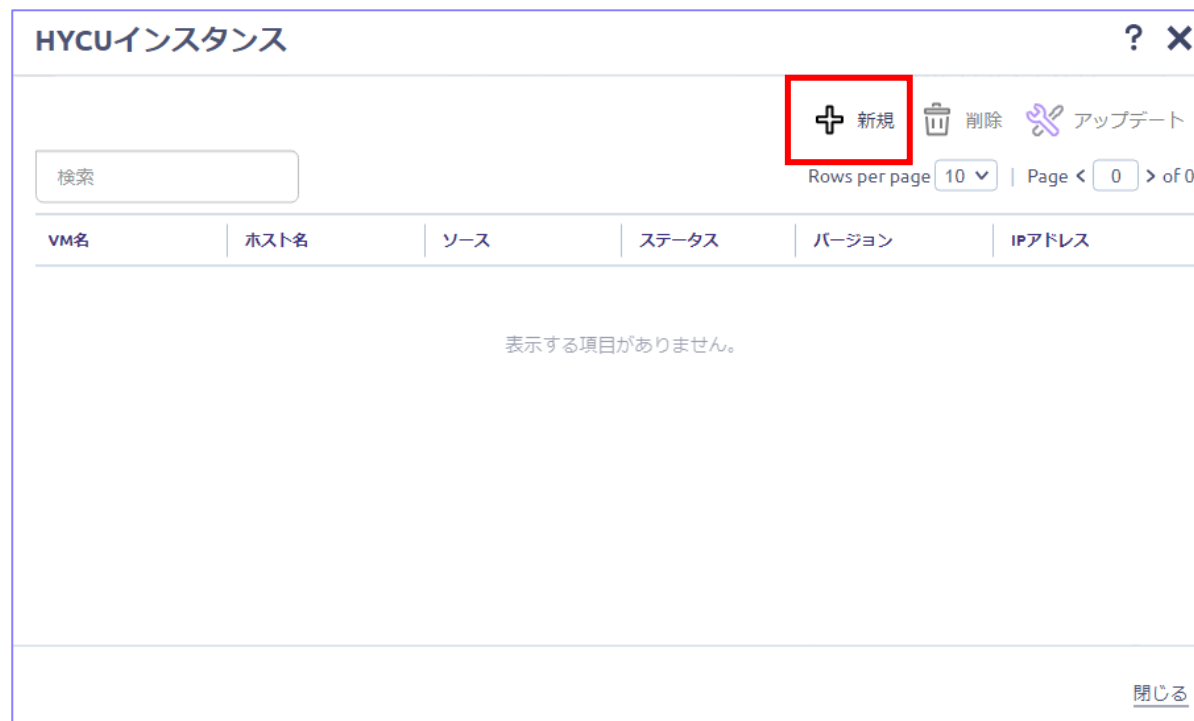 HYCUインスタンス ?
新規 削除 アップデート
検索 Rows per page 10 | Page < 0 > of 0
VM名 ホスト名 ソース ステータス バージョン IPアドレス
表示する項目がありません。
閉じる